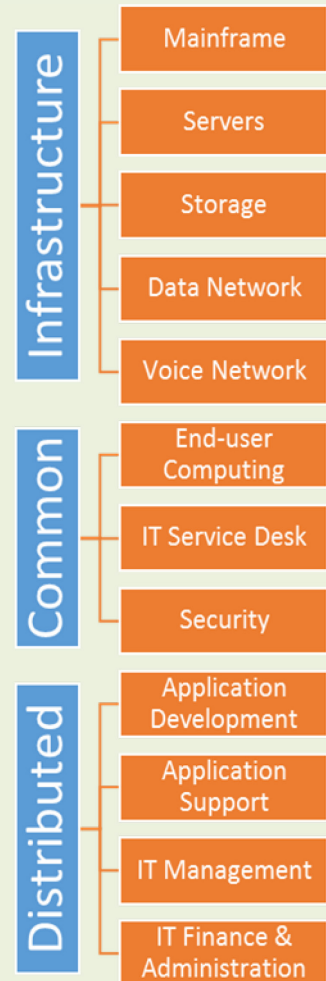 Infrastructure
Mainframe
Servers
Storage
Data Network
Voice Network
Common
End-user
Computing
IT Service Desk
Security
Distributed
Application
Development
Application
Support
IT Management
IT Finance &
Administration